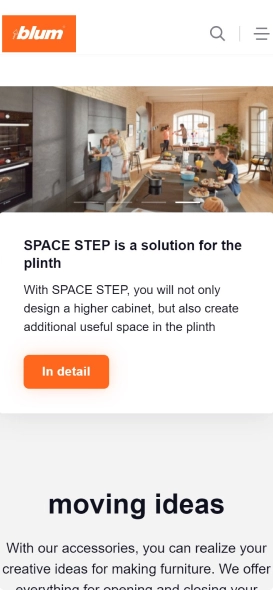 blum
SPACE STEP is a solution for the
plinth
With SPACE STEP, you will not only
design a higher cabinet, but also create
additional useful space in the plinth
In detail
moving ideas
With our accessories, you can realize your
creative ideas for making furniture. We offer
everything for opening and closing your